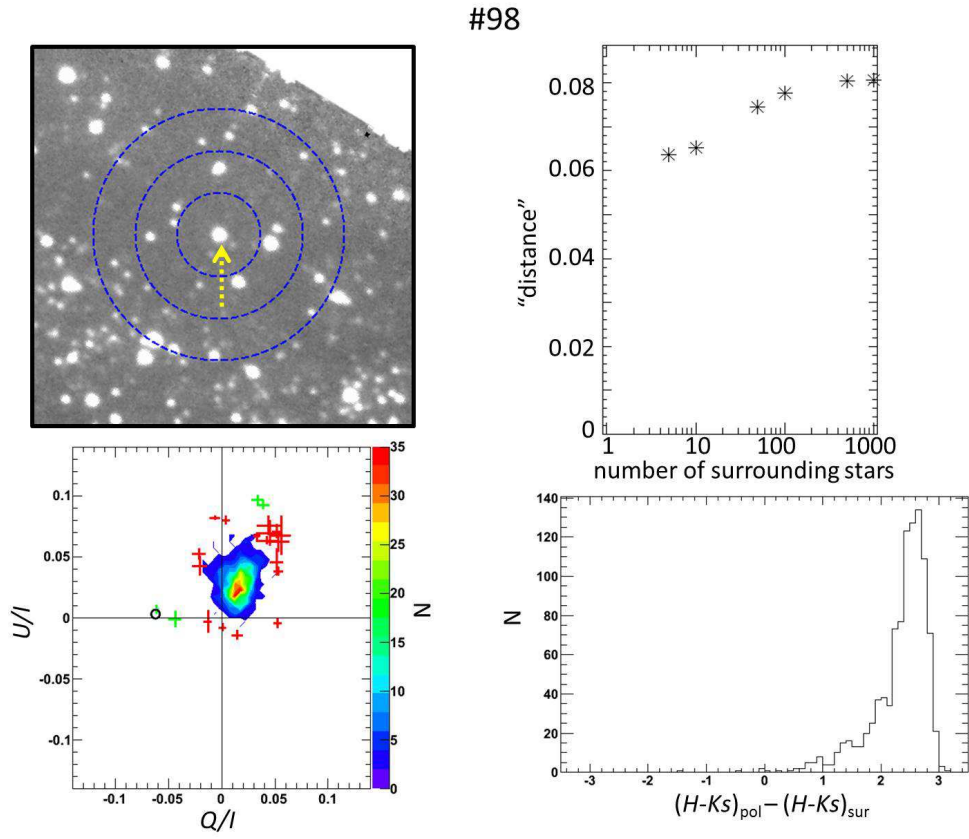 #98
0.08
0.06
0.04
0.02
0
1 10 100 1000
"distance"
number of surrounding stars
0.1
0.05
0
-0.05
-0.1
-0.1 -0.05 0 0.05 0.1
U/I
Q/I
35
30
25
20
15
10
5
0
N
140
120
100
80
60
40
20
0
N
-3 -2 -1 0 1 2 3
(H-Ks)pol – (H-Ks)sur